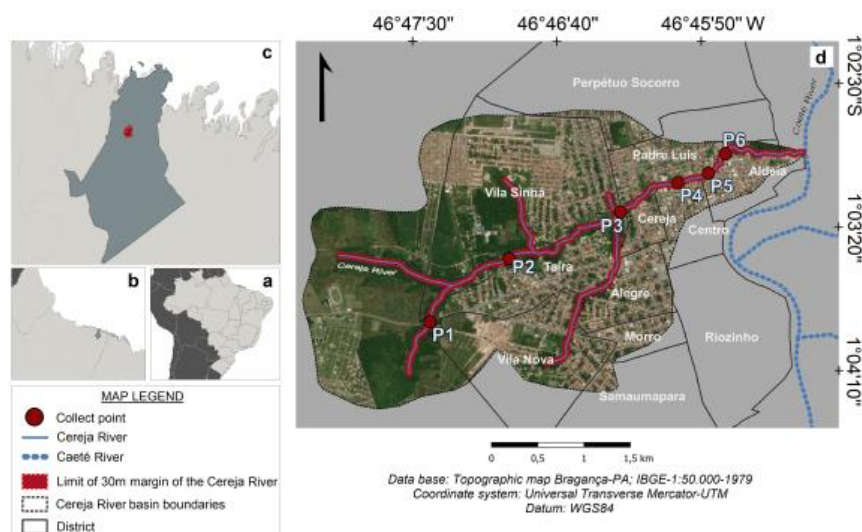 46°47'30" 46°46'40" 46°45'50"
c
d
1°02'30"S
1°03'20"
1°04'10"
Perpétuo Socorro
Caeté River
P6
Padre Luis
Aldeia
P5
P4
Vila Sinhá
P3
Cereja
Centro
P2
Taíra
Cereja River
Alegre
P1
Morro
Riozinho
Vila Nova
Samaumapara
b
a
MAP LEGEND
Collect point
Cereja River
Caeté River
Limit of 30m margin of the Cereja River
Cereja River basin boundaries
District
0 0,5 1 1,5 km
Data base: Topographic map Bragança-PA; IBGE-1:50.000-1979
Coordinate system: Universal Transverse Mercator-UTM
Datum: WGS84